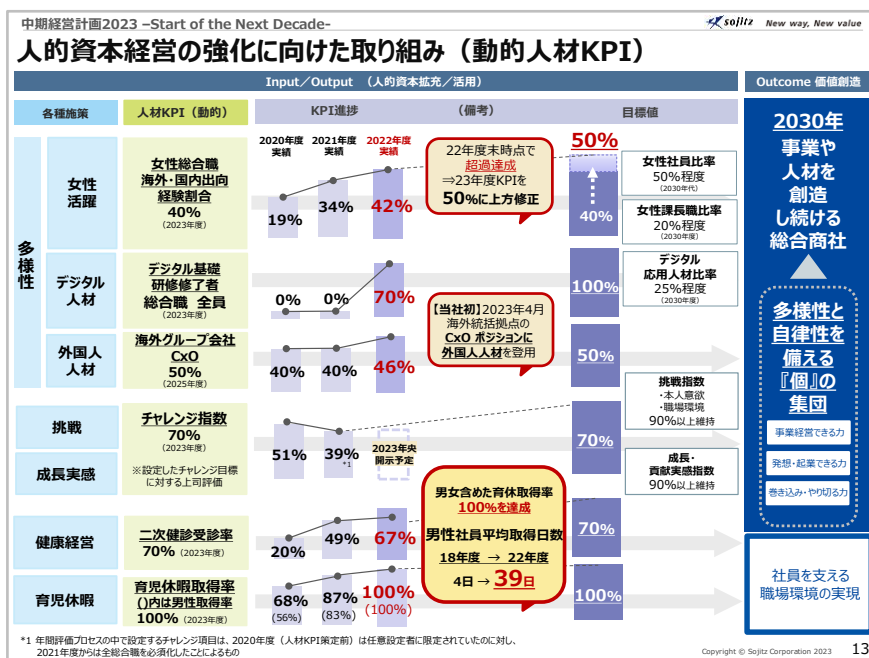 中期経営計画2023 –Start of the Next Decade-
sojitz New way, New value
人的資本経営の強化に向けた取り組み（動的人材KPI）
Input／Output （人的資本拡充／活用）
Outcome 価値創造
各種施策
人材KPI（動的）
KPI進捗
（備考）
目標値
多様性
女性
活躍
女性総合職
海外・国内出向
経験割合
40%
(2023年度)
2020年度
実績
2021年度
実績
2022年度
実績
19%
34%
42%
22年度末時点で
超過達成
⇒23年度KPIを
50%に上方修正
50%
40%
女性社員比率
50%程度
(2030年代)
女性課長職比率
20%程度
(2030年度)
デジタル
人材
デジタル基礎
研修修了者
総合職 全員
(2023年度)
0%
0%
70%
100%
デジタル
応用人材比率
25%程度
(2030年度)
外国人
人材
海外グループ会社
CxO
50%
(2025年度)
40%
40%
46%
【当社初】2023年4月
海外統括拠点の
CxO ポジションに
外国人人材を登用
50%
挑戦
成長実感
チャレンジ指数
70%
(2023年度)
※設定したチャレンジ目標
に対する上司評価
51%
39%
*1
2023年央
開示予定
70%
挑戦指数
・本人意欲
・職場環境
90%以上維持
成長・
貢献実感指数
90%以上維持
健康経営
二次健診受診率
70% (2023年度)
20%
49%
67%
70%
育児休暇
育児休暇取得率
()内は男性取得率
100% (2023年度)
68%
(56%)
87%
(83%)
100%
(100%)
男女含めた育休取得率
100%を達成
男性社員平均取得日数
18年度 → 22年度
4日 → 39日
100%
2030年
事業や
人材を
創造
し続ける
総合商社
多様性と
自律性を
備える
『個』の
集団
事業経営できる力
発想・起業できる力
巻き込み・やり切る力
社員を支える
職場環境の実現
*1 年間評価プロセスの中で設定するチャレンジ項目は、2020年度（人材KPI策定前）は任意設定者に限定されていたのに対し、
2021年度からは全総合職を必須化したことによるもの
Copyright © Sojitz Corporation 2023 13